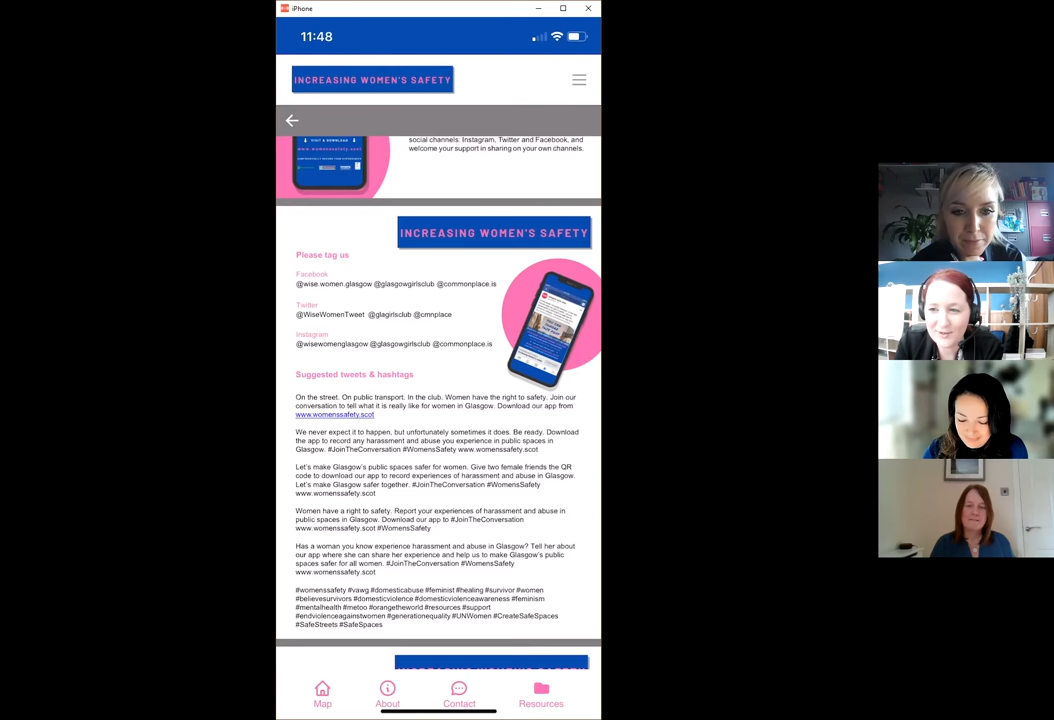 iPhone
11:48
INCREASING WOMEN'S SAFETY
social channels: Instagram, Twitter and Facebook, and
welcome your support in sharing on your own channels.
VISIT & DOWNLOAD
www.womenssafety.scot
INCREASING WOMEN'S SAFETY
Please tag us
Facebook
@wise.women.glasgow @glasgowgirlsclub @commonplace.is
Twitter
@WiseWomenTweet @glagirlsclub @cmnplace
Instagram
@wisewomenglasgow @glasgowgirlsclub @commonplace.is
Suggested tweets & hashtags
On the street. On public transport. In the club. Women have the right to safety. Join our
conversation to tell what it is really like for women in Glasgow. Download our app from
www.womenssafety.scot
We never expect it to happen, but unfortunately sometimes it does. Be ready. Download
the app to record any harassment and abuse you experience in public spaces in
Glasgow. #JoinTheConversation #WomensSafety www.womenssafety.scot
Let's make Glasgow's public spaces safer for women. Give two female friends the QR
code to download our app to record experiences of harassment and abuse in Glasgow.
Let's make Glasgow safer together. #JoinTheConversation #WomensSafety
www.womenssafety.scot
Women have a right to safety. Report your experiences of harassment and abuse in
public spaces in Glasgow. Download our app to #JoinTheConversation
www.womenssafety.scot #WomensSafety
Has a woman you know experience harassment and abuse in Glasgow? Tell her about
our app where she can share her experience and help us to make Glasgow's public
spaces safer for all women. #JoinTheConversation #WomensSafety
www.womenssafety.scot
#womenssafety #vawg #domesticabuse #feminist #healing #survivor #women
#believesurvivors #domesticviolence #domesticviolenceawareness #feminism
#mentalhealth #metoo #orangetheworld #resources #support
#endviolenceagainstwomen #generationequality #UNWomen #CreateSafeSpaces
#SafeStreets #SafeSpaces
Map
About
Contact
Resources